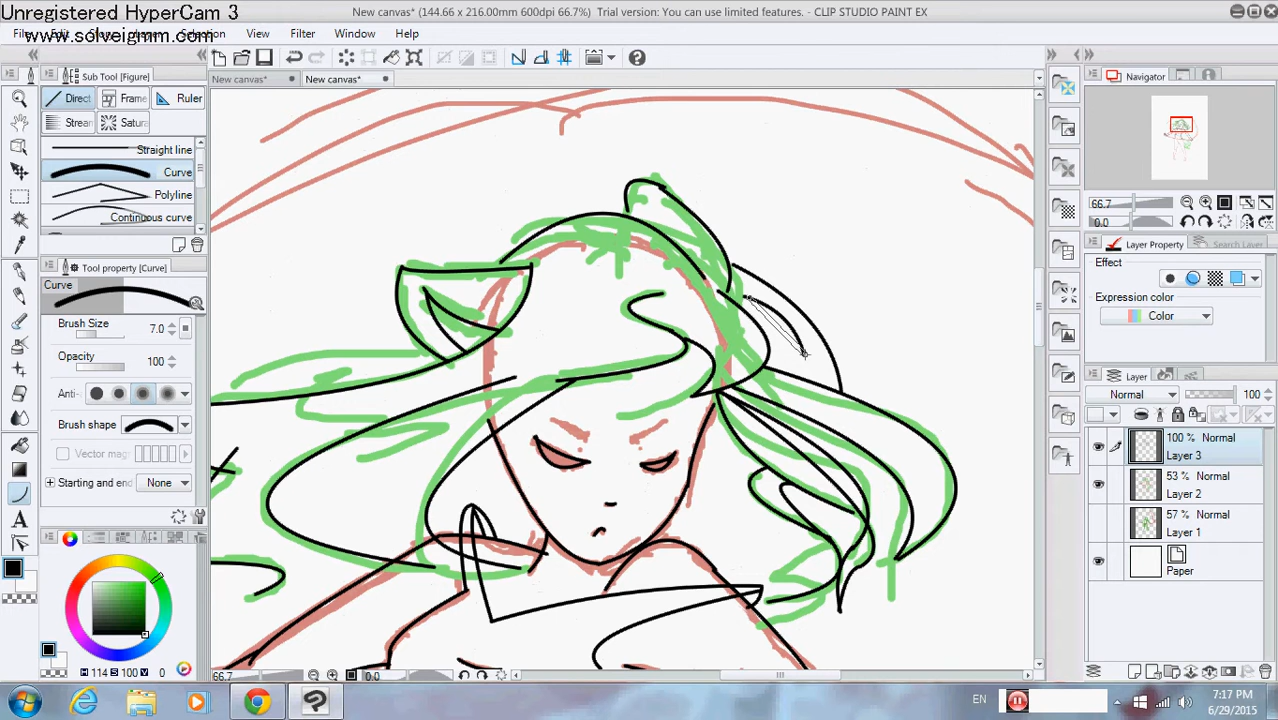 Unregistered HyperCam 3
New canvas* (144.66 x 216.00mm 600dpi 66.7%)  Trial version: You can use limited features. - CLIP STUDIO PAINT EX
www.solveigmm.com
Selection View Filter Window Help
Sub Tool [Figure]
New canvas* New canvas*
Navigator
Direct Frame Ruler
Strean Satura
Straight line
Curve
Polyline
Continuous curve
66.7
0.0
Tool property [Curve]
Curve
Brush Size 7.0
Opacity 100
Anti-
Brush shape
Vector mag
Starting and end None
Layer Property Search Layer
Effect
Expression color
Color
Layer
Normal 100
100 % Normal
Layer 3
53 % Normal
Layer 2
57 % Normal
Layer 1
Paper
H 114 S 100 V 0
66.7 0.0
EN
7:17 PM
6/29/2015